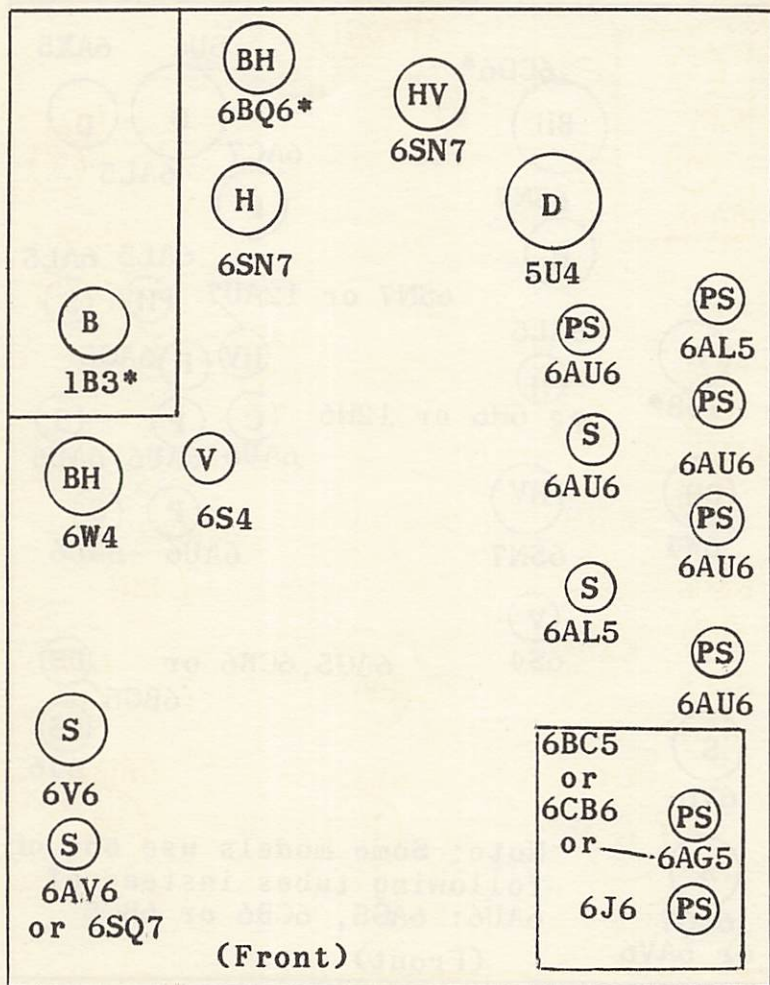 BH
6BQ6*
HV
6SN7
H
6SN7
D
5U4
B
1B3*
PS
6AU6
PS
6AL5
S
6AU6
PS
6AU6
BH
6W4
V
6S4
PS
6AU6
S
6AL5
PS
6AU6
S
6V6
S
6AV6
or 6SQ7
6BC5
or
6CB6
or
PS
6AG5
6J6 PS
(Front)